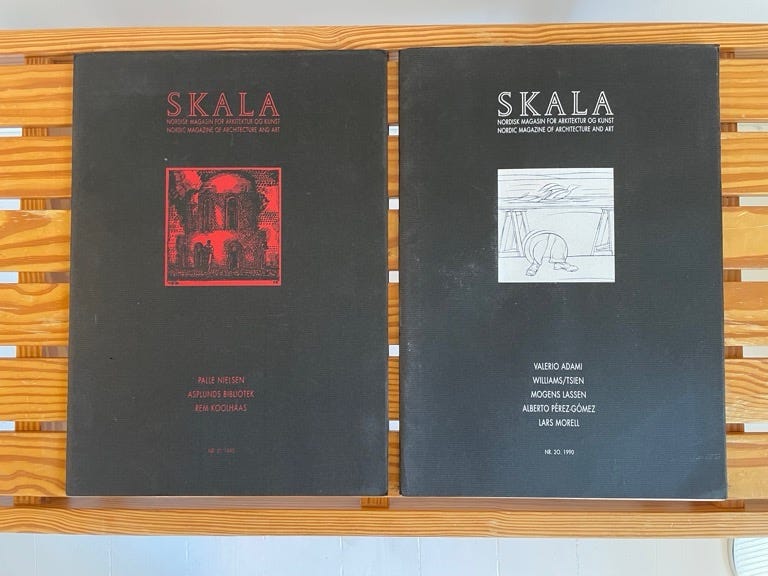 SKALA
NORDISK MAGASIN FOR ARKITEKTUR OG KUNST
NORDIC MAGAZINE OF ARCHITECTURE AND ART
PALLE NIELSEN
ASPLUNDS BIBLIOTEK
REM KOOLHAAS
NR.
SKALA
NORDISK MAGASIN FOR ARKITEKTUR OG KUNST
NORDIC MAGAZINE OF ARCHITECTURE AND ART
VALERIO ADAMI
WILLIAMS/TSIEN
MOGENS LASSEN
ALBERTO PÉREZ-GÓMEZ
LARS MORELL
NR. 20. 1990